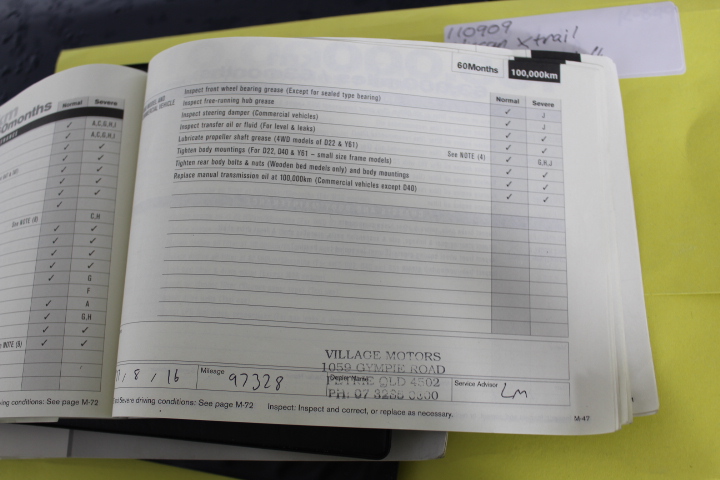 110909
Xtrail
60Months
100,000km
months
Normal Severe
A,C,G,H,J
A,C,G,H,J
See NOTE (4)
C,H
G
F
A
G,H
NOTE (5)
Normal Severe
Inspect front wheel bearing grease (Except for sealed type bearing) ✓ J
Inspect free-running hub grease ✓ J
Inspect steering damper (Commercial vehicles) ✓ ✓
Inspect transfer oil or fluid (For level & leaks) ✓ ✓
Lubricate propeller shaft grease (4WD models of D22 & Y61) See NOTE (4) ✓ G,H,J
Tighten body mountings (For D22, D40 & Y61 – small size frame models) ✓ ✓
Tighten rear body bolts & nuts (Wooden bed models only) and body mountings ✓ ✓
Replace manual transmission oil at 100,000km (Commercial vehicles except D40) ✓ ✓
VILLAGE MOTORS
1059 GYMPIE ROAD
QLD 4502
PH: 07
/ 8 / 16
Mileage 97328
Dealer Name
Service Advisor LM
ing conditions: See page M-72
Severe driving conditions: See page M-72
Inspect: Inspect and correct, or replace as necessary.
M-47